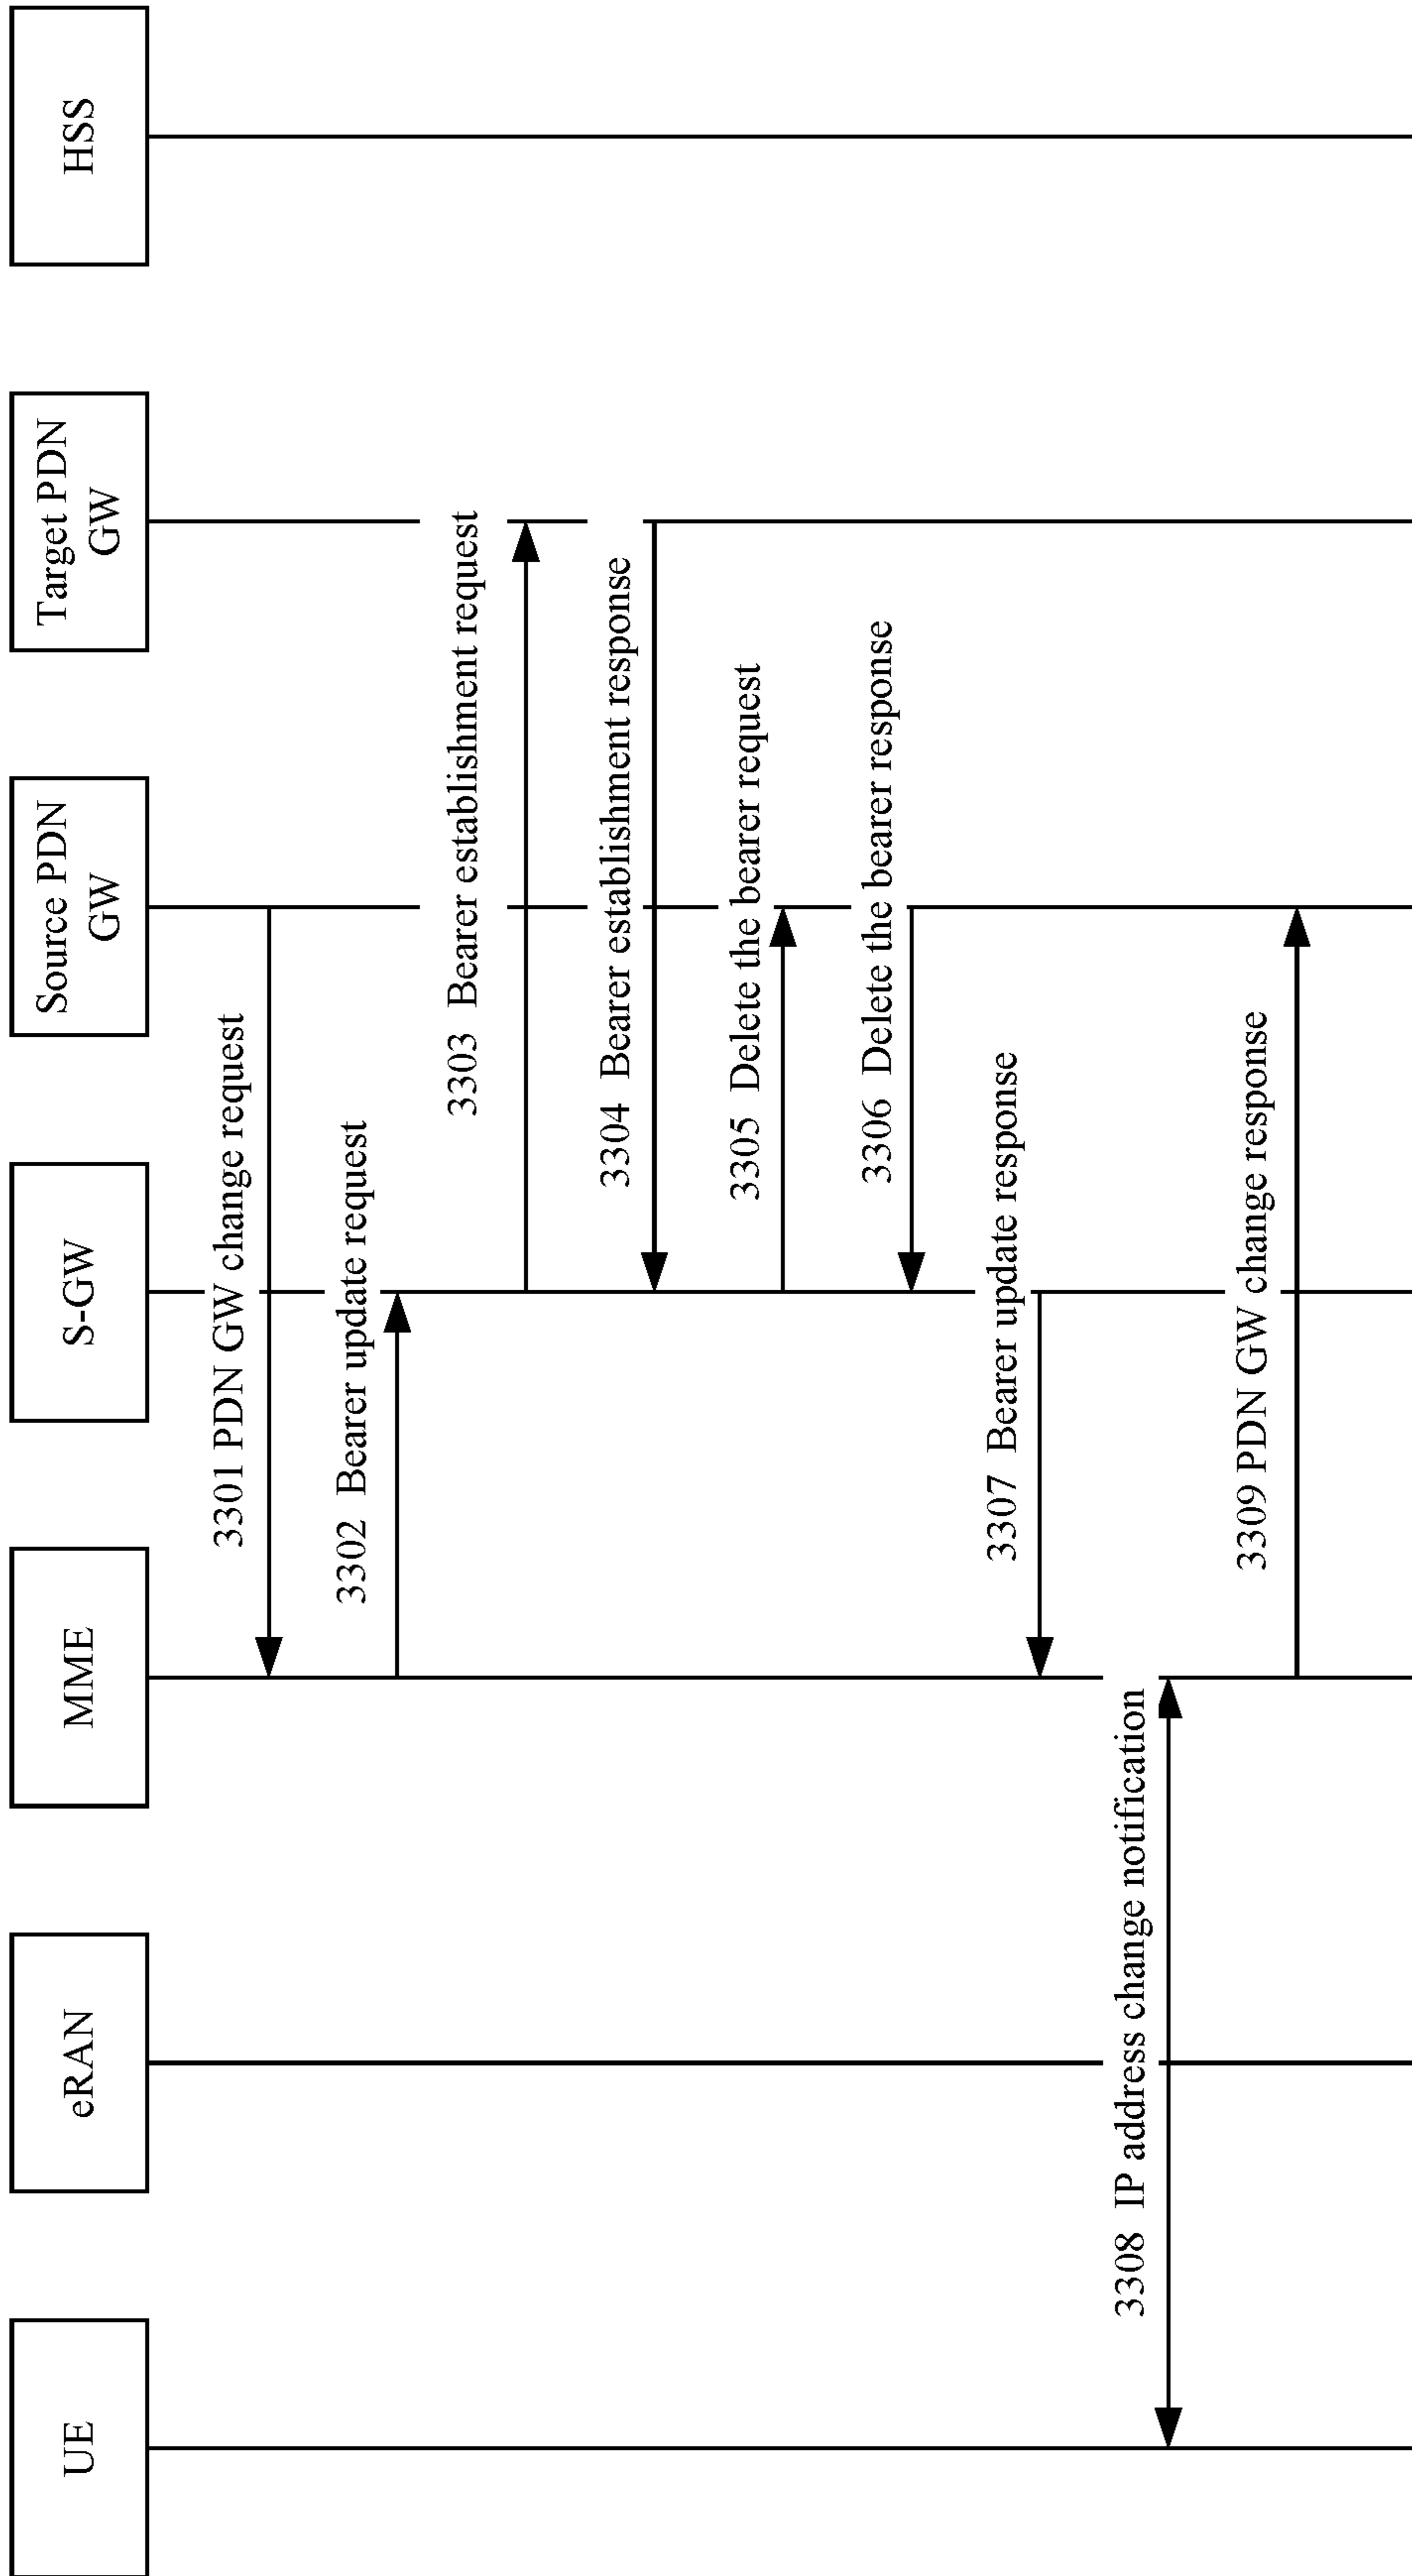 UE
eRAN
MME
S-GW
Source PDN
GW
Target PDN
GW
HSS
3301 PDN GW change request
3302 Bearer update request
3303 Bearer establishment request
3304 Bearer establishment response
3305 Delete the bearer request
3306 Delete the bearer response
3307 Bearer update response
3308 IP address change notification
3309 PDN GW change response